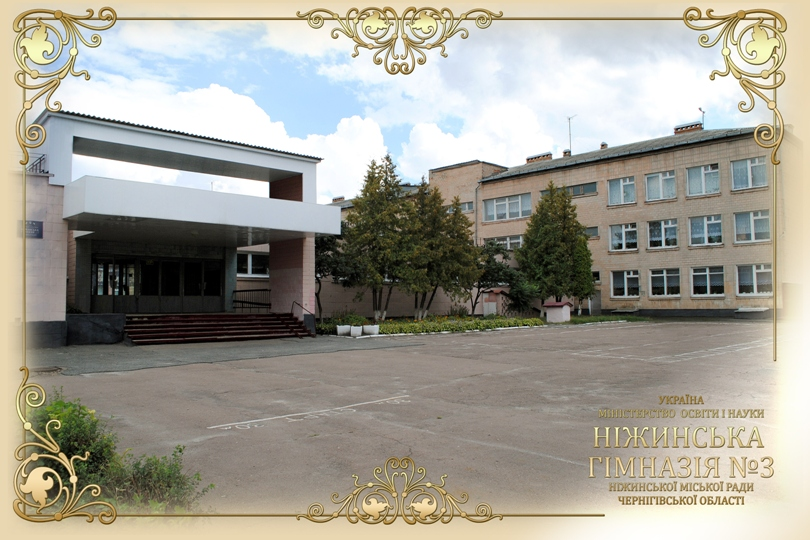 УКРАЇНА
МІНІСТЕРСТВО ОСВІТИ І НАУКИ
НІЖИНСЬКА
ГІМНАЗІЯ №3
НІЖИНСЬКОЇ МІСЬКОЇ РАДИ
ЧЕРНІГІВСЬКОЇ ОБЛАСТІ